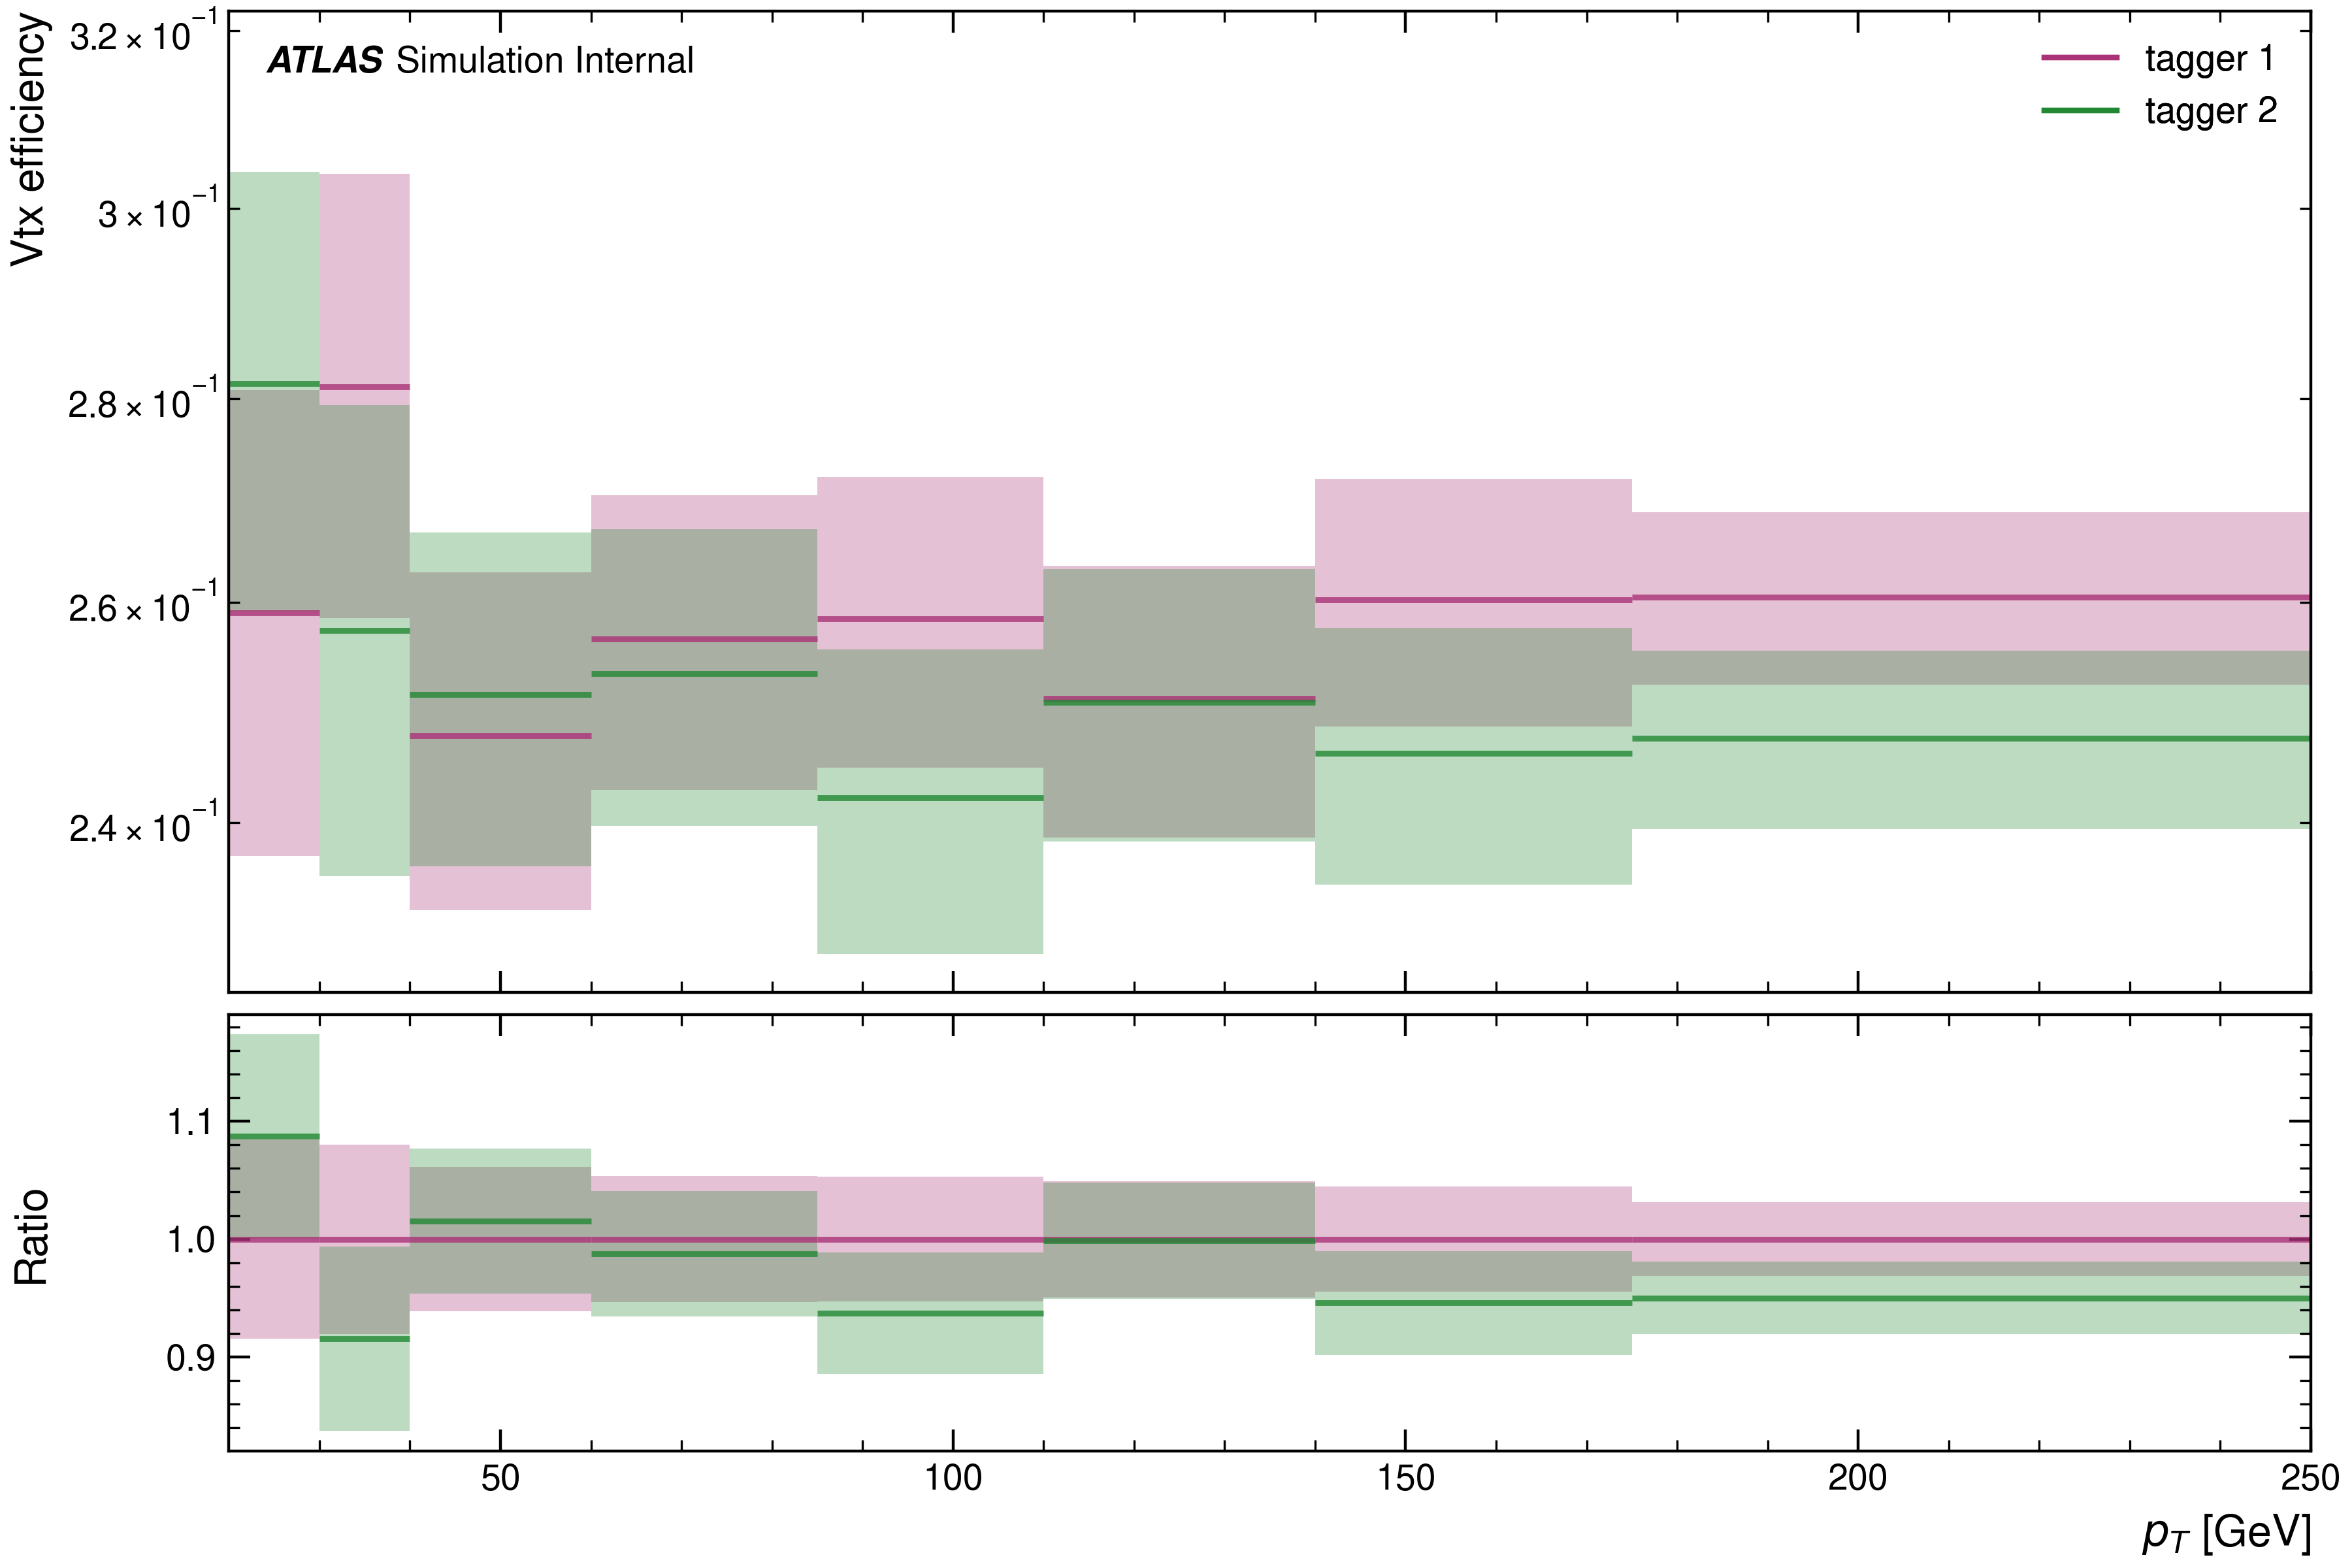 Vtx efficiency
3.2 × 10⁻¹
3 × 10⁻¹
2.8 × 10⁻¹
2.6 × 10⁻¹
2.4 × 10⁻¹
ATLAS Simulation Internal
tagger 1
tagger 2
Ratio
1.1
1.0
0.9
50 100 150 200 250
p_T [GeV]